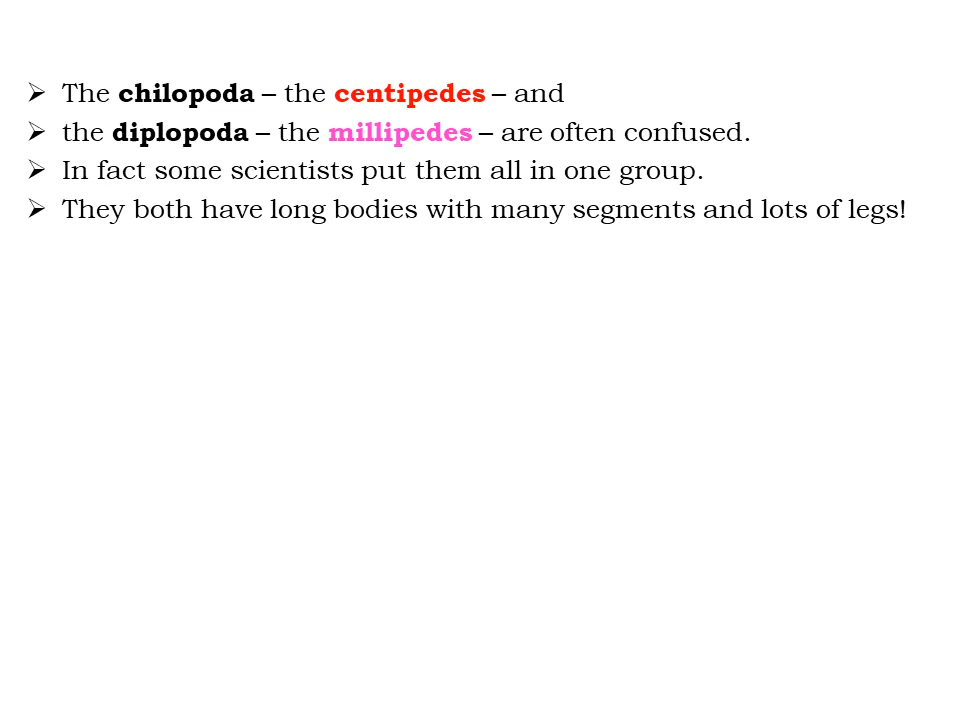 ➢ The chilopoda – the centipedes – and
➢ the diplopoda – the millipedes – are often confused.
➢ In fact some scientists put them all in one group.
➢ They both have long bodies with many segments and lots of legs!